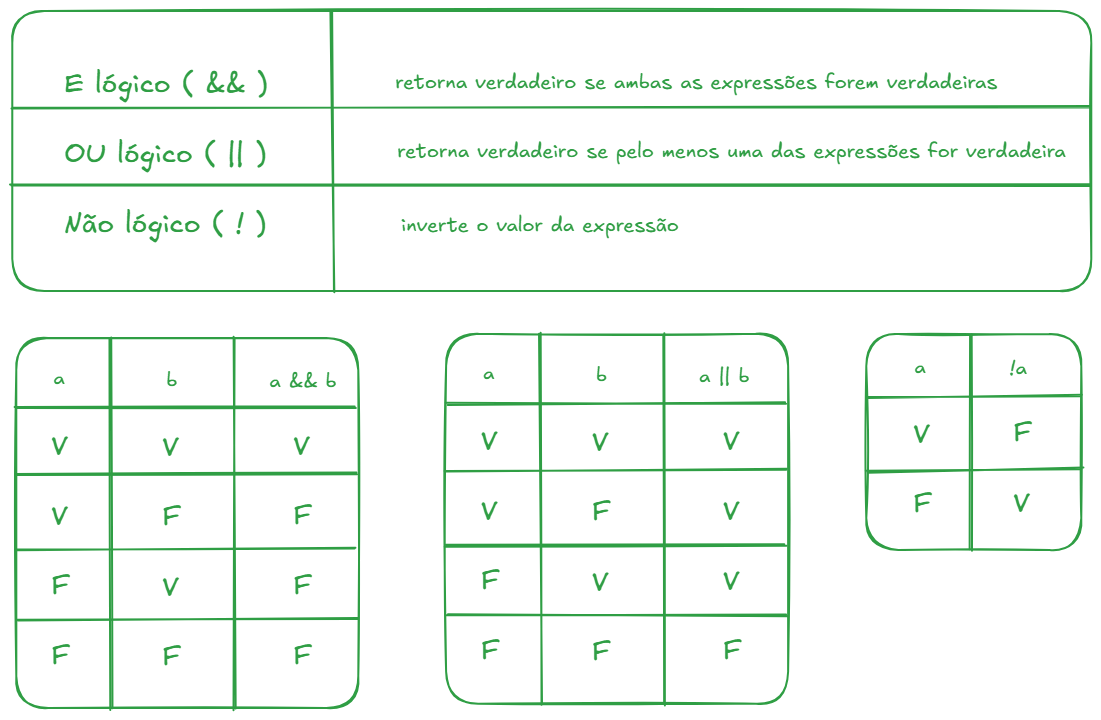 E lógico ( && ) retorna verdadeiro se ambas as expressões forem verdadeiras
OU lógico ( || ) retorna verdadeiro se pelo menos uma das expressões for verdadeira
Não lógico ( ! ) inverte o valor da expressão
a b a && b
V V V
V F F
F V F
F F F
a b a || b
V V V
V F V
F V V
F F F
a !a
V F
F V